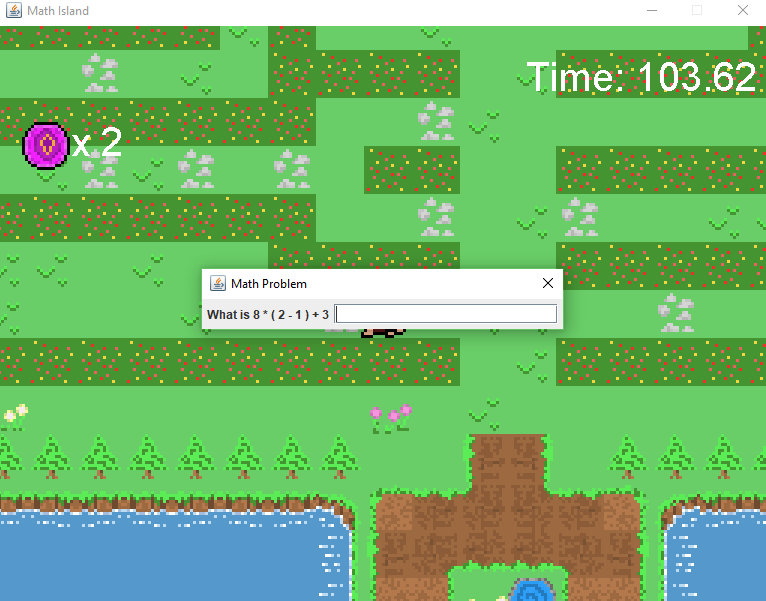 Math Island
Time: 103.62
x 2
Math Problem
What is 8 * ( 2 - 1 ) + 3